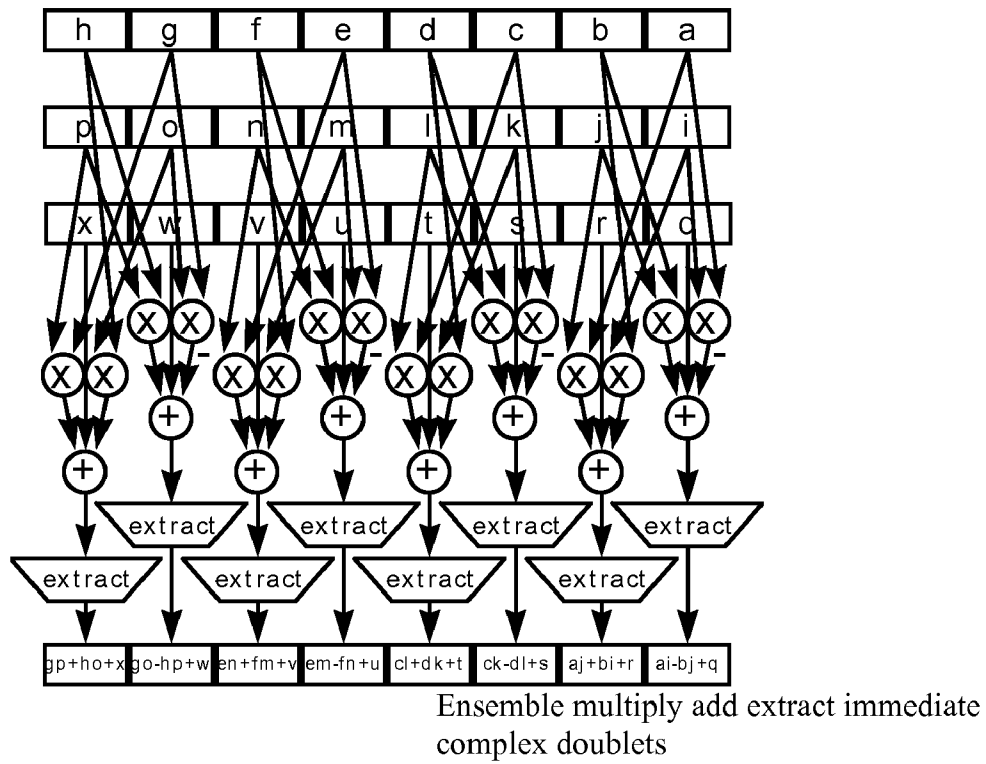 h g f e d c b a
p o n m l k j i
x w v u t s r q
X X X X X X X X
- - - -
X X X X X X X X
+ + + +
+ + + +
extract extract extract extract
extract extract extract extract
gp+ho+x go-hp+w en+fm+v em-fn+u cl+dk+t ck-dl+s aj+bi+r ai-bj+q
Ensemble multiply add extract immediate
complex doublets